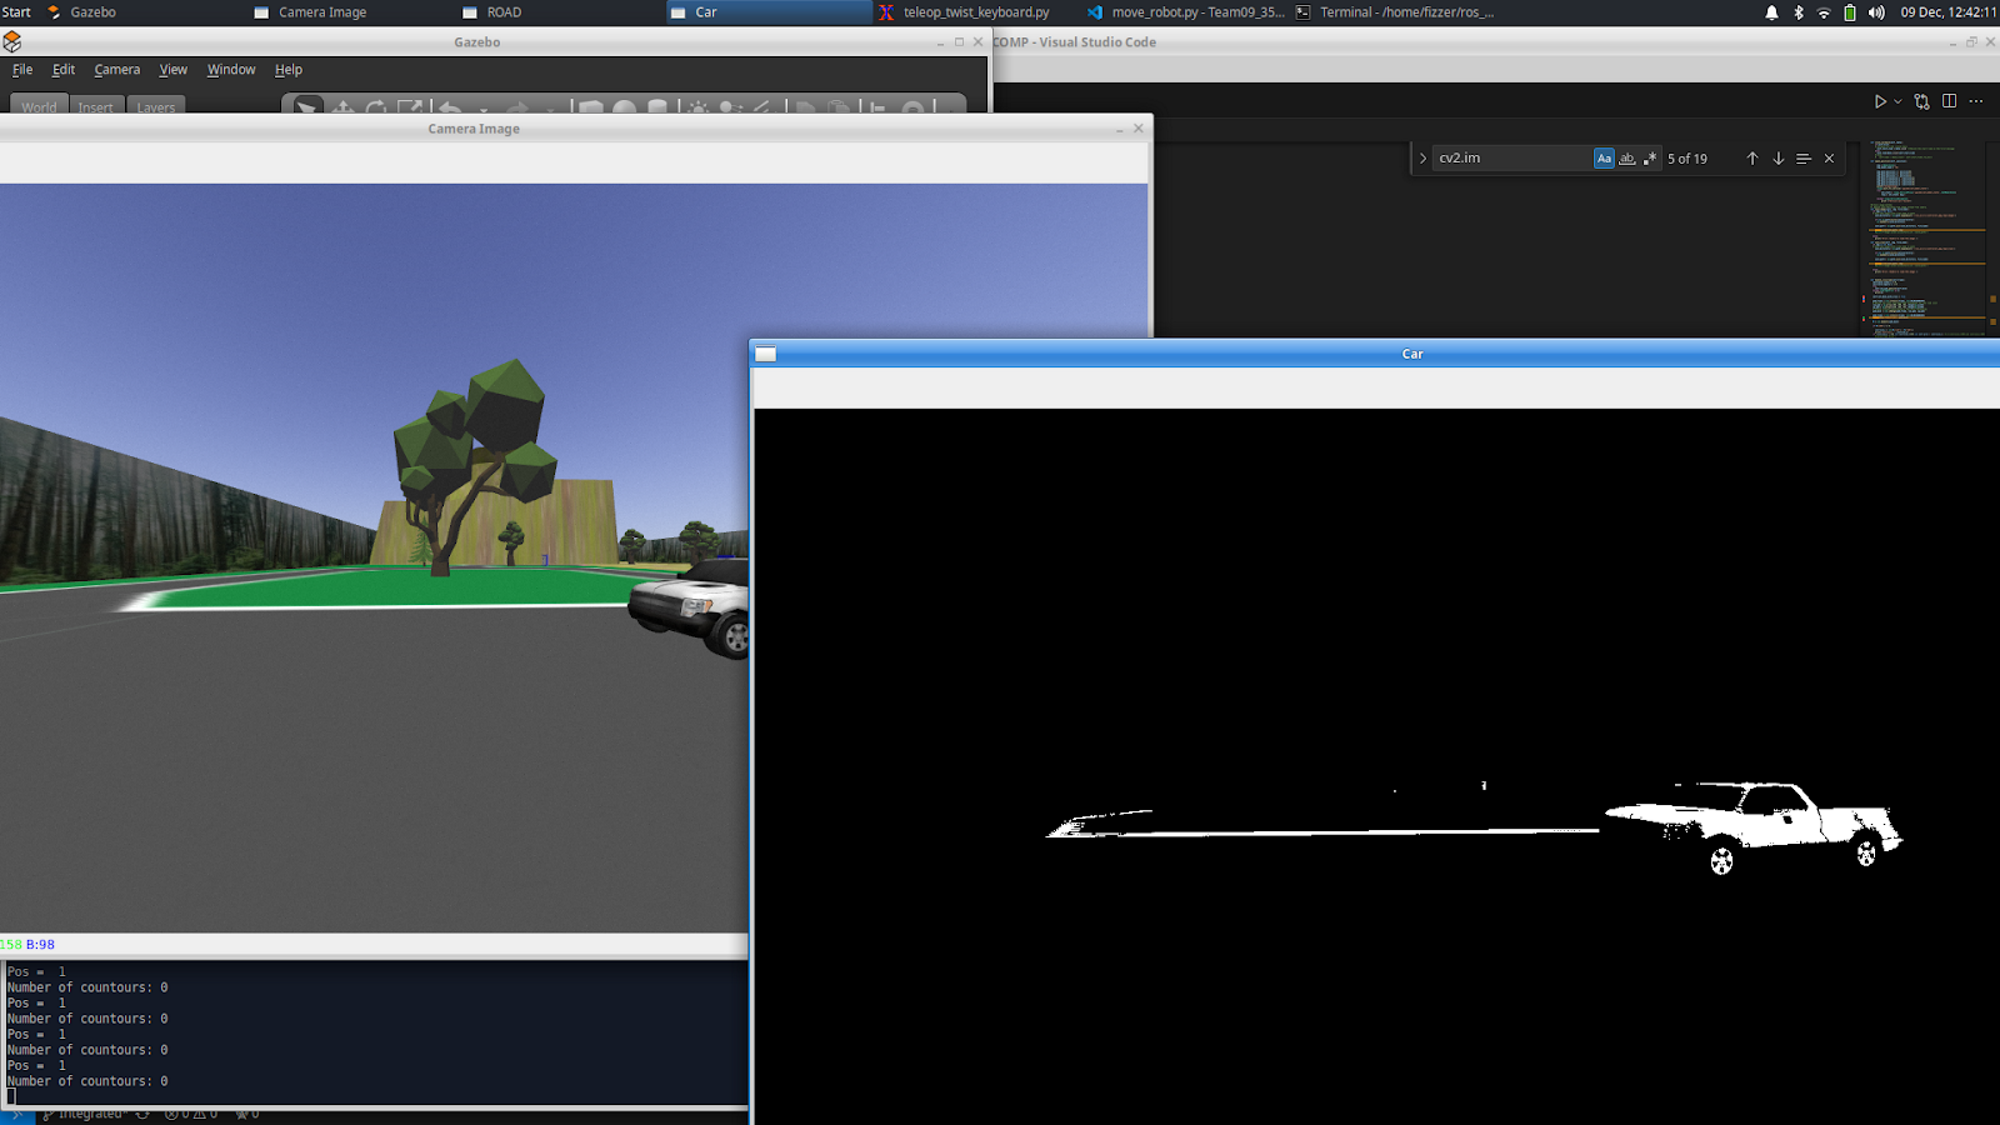 Start Gazebo Camera Image ROAD Car teleop_twist_keyboard.py move_robot.py - Team09_35... Terminal - /home/fizzer/ros_... 09 Dec, 12:42:11
Gazebo
COMP - Visual Studio Code
File Edit Camera View Window Help
World Insert Layers
Camera Image
cv2.im Aa ab 5 of 19
Car
158 B:98
Pos = 1
Number of countours: 0
Pos = 1
Number of countours: 0
Pos = 1
Number of countours: 0
Pos = 1
Number of countours: 0
Integrated* 0 0 0